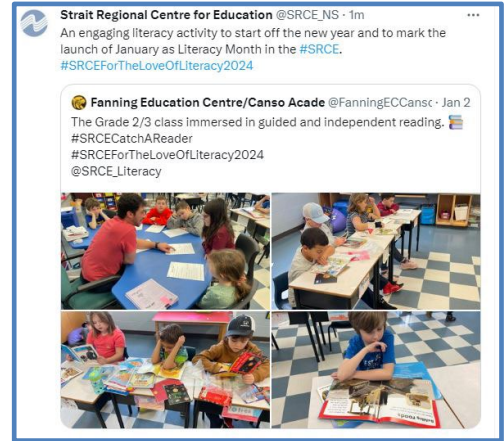 Strait Regional Centre for Education @SRCE_NS · 1m
An engaging literacy activity to start off the new year and to mark the
launch of January as Literacy Month in the #SRCE.
#SRCEForTheLoveOfLiteracy2024
Fanning Education Centre/Canso Acade @FanningECCansc · Jan 2
The Grade 2/3 class immersed in guided and independent reading. 📚
#SRCECatchAReader
#SRCEForTheLoveOfLiteracy2024
@SRCE_Literacy